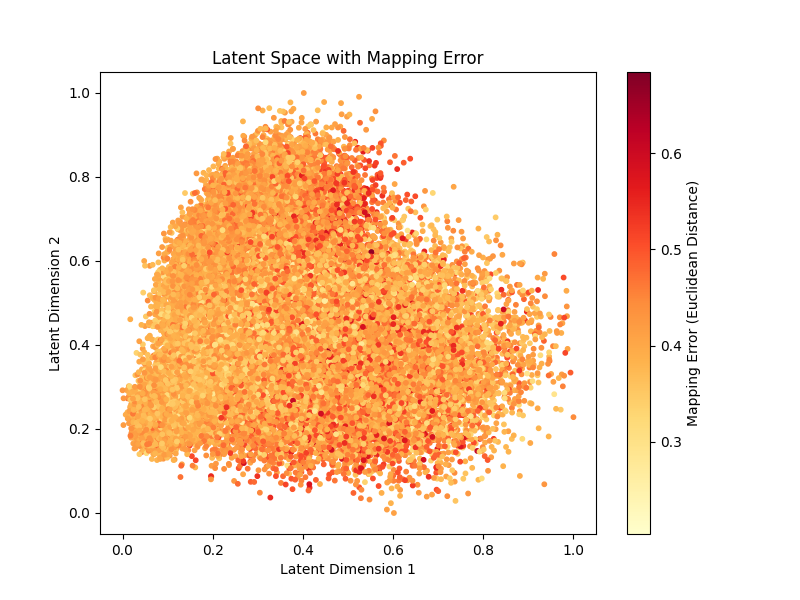 Latent Space with Mapping Error
Latent Dimension 2
1.0
0.8
0.6
0.4
0.2
0.0
0.0 0.2 0.4 0.6 0.8 1.0
Latent Dimension 1
0.6
0.5
0.4
0.3
Mapping Error (Euclidean Distance)